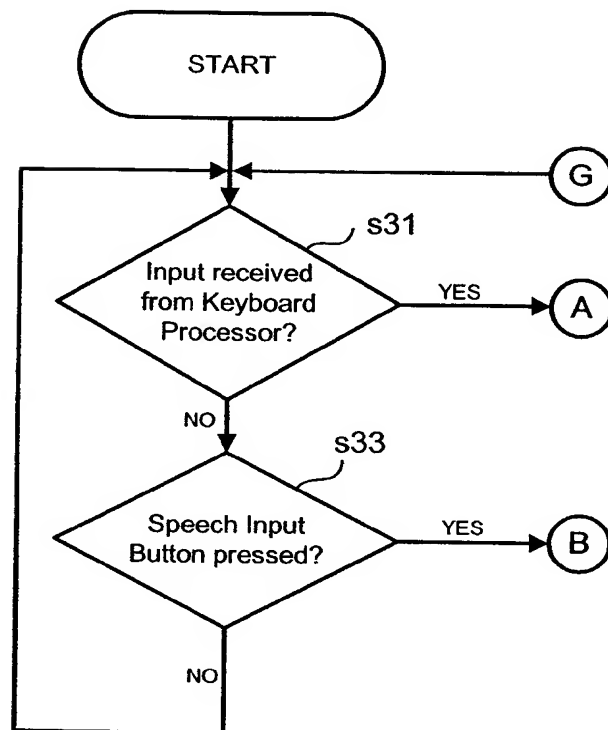 START
G
s31
Input received
from Keyboard
Processor?
YES
A
NO
s33
Speech Input
Button pressed?
YES
B
NO